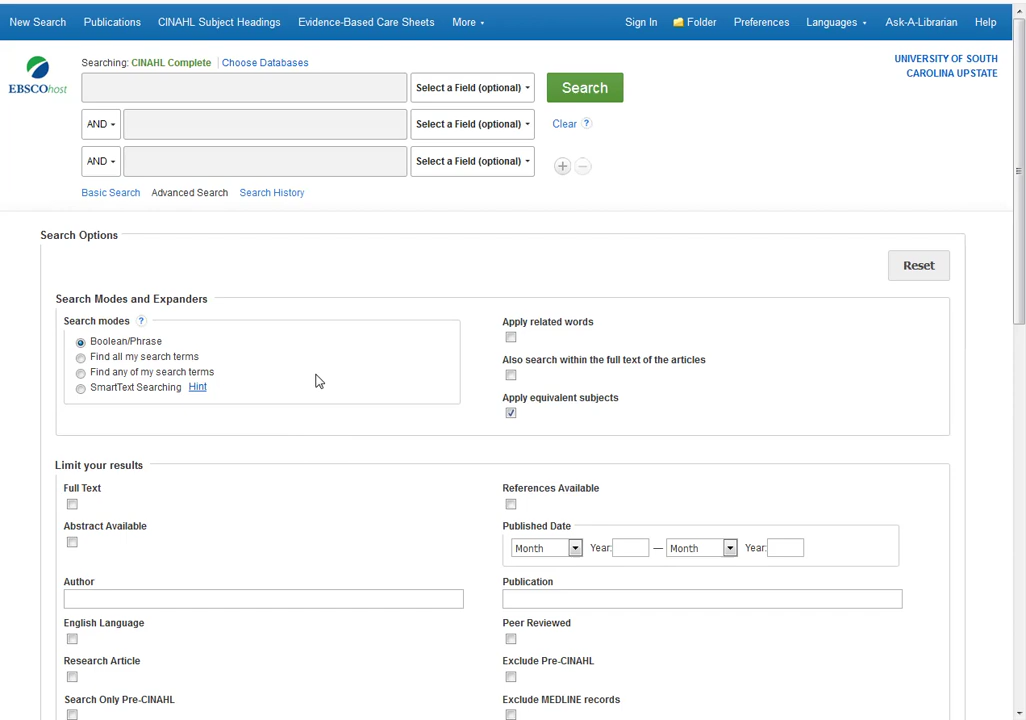 New Search Publications CINAHL Subject Headings Evidence-Based Care Sheets More Sign In Folder Preferences Languages Ask-A-Librarian Help
EBSCOhost
Searching: CINAHL Complete Choose Databases
UNIVERSITY OF SOUTH
CAROLINA UPSTATE
Select a Field (optional) Search
AND Select a Field (optional) Clear ?
AND Select a Field (optional)
Basic Search Advanced Search Search History
Search Options
Reset
Search Modes and Expanders
Search modes ?
Boolean/Phrase
Find all my search terms
Find any of my search terms
SmartText Searching Hint
Apply related words
Also search within the full text of the articles
Apply equivalent subjects
Limit your results
Full Text References Available
Abstract Available Published Date
Month Year: — Month Year:
Author Publication
English Language Peer Reviewed
Research Article Exclude Pre-CINAHL
Search Only Pre-CINAHL Exclude MEDLINE records